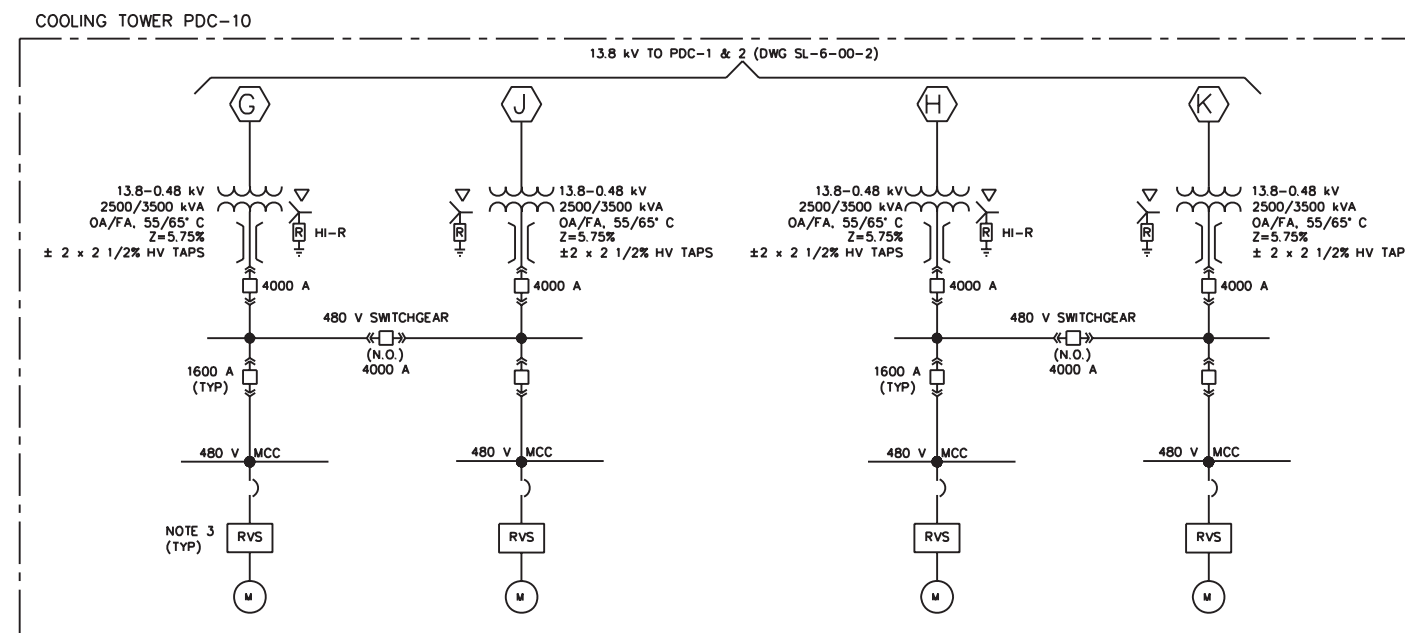 COOLING TOWER PDC-10
13.8 kV TO PDC-1 & 2 (DWG SL-6-00-2)
G
J
H
K
13.8-0.48 kV
2500/3500 kVA
OA/FA, 55/65° C
Z=5.75%
± 2 x 2 1/2% HV TAPS
R
HI-R
4000 A
R
13.8-0.48 kV
2500/3500 kVA
OA/FA, 55/65° C
Z=5.75%
±2 x 2 1/2% HV TAPS
4000 A
13.8-0.48 kV
2500/3500 kVA
OA/FA, 55/65° C
Z=5.75%
±2 x 2 1/2% HV TAPS
R
HI-R
4000 A
R
13.8-0.48 kV
2500/3500 kVA
OA/FA, 55/65° C
Z=5.75%
± 2 x 2 1/2% HV TAP
4000 A
480 V SWITCHGEAR
(N.O.)
4000 A
480 V SWITCHGEAR
(N.O.)
4000 A
1600 A
(TYP)
1600 A
(TYP)
480 V MCC
480 V MCC
480 V MCC
480 V MCC
NOTE 3
(TYP)
RVS
RVS
RVS
RVS
M
M
M
M